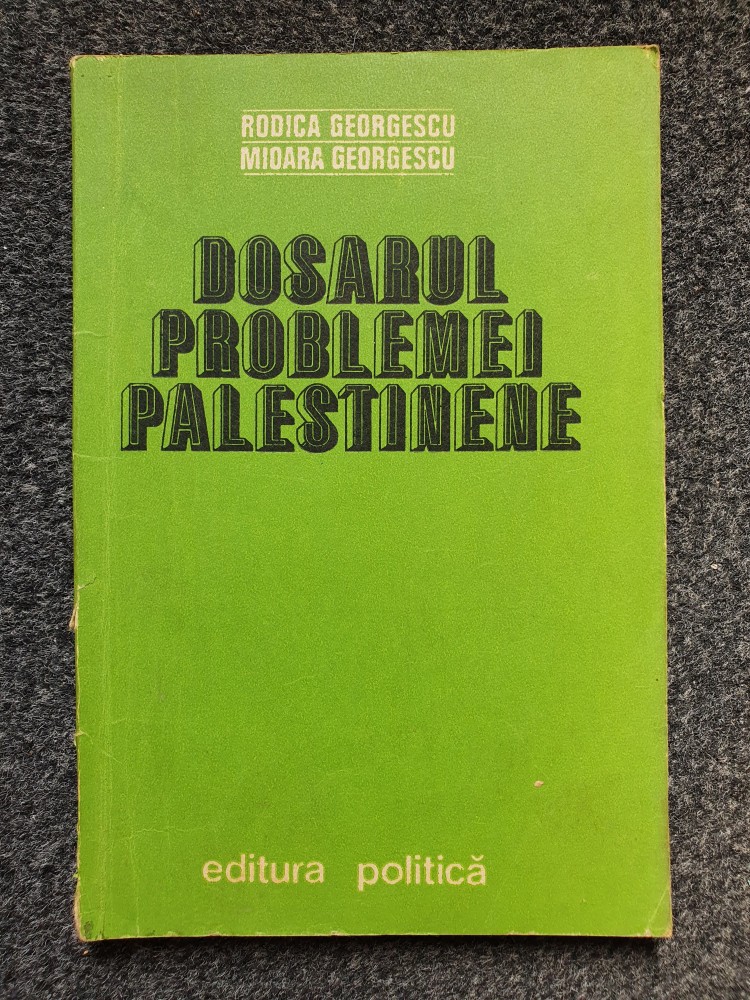 RODICA GEORGESCU
MIOARA GEORGESCU
DOSARUL
PROBLEMEI
PALESTINENE
editura politică